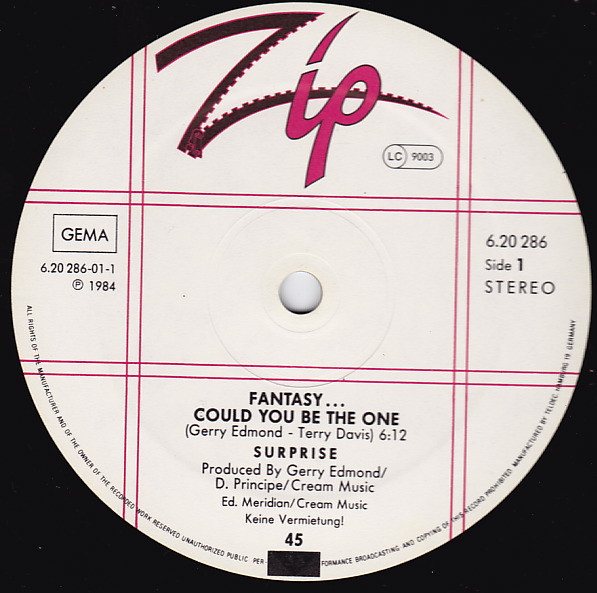 Zip
LC 9003
GEMA
6.20 286-01-1
℗ 1984
6.20 286
Side 1
STEREO
FANTASY...
COULD YOU BE THE ONE
(Gerry Edmond - Terry Davis) 6:12
SURPRISE
Produced By Gerry Edmond/
D. Principe/Cream Music
Ed. Meridian/Cream Music
Keine Vermietung!
45
ALL RIGHTS OF THE MANUFACTURER AND OF THE OWNER OF THE RECORDED WORK RESERVED UNAUTHORIZED PUBLIC PER- FORMANCE BROADCASTING AND COPYING OF THIS RECORD PROHIBITED. MANUFACTURED BY TELDEC, HAMBURG 19, GERMANY